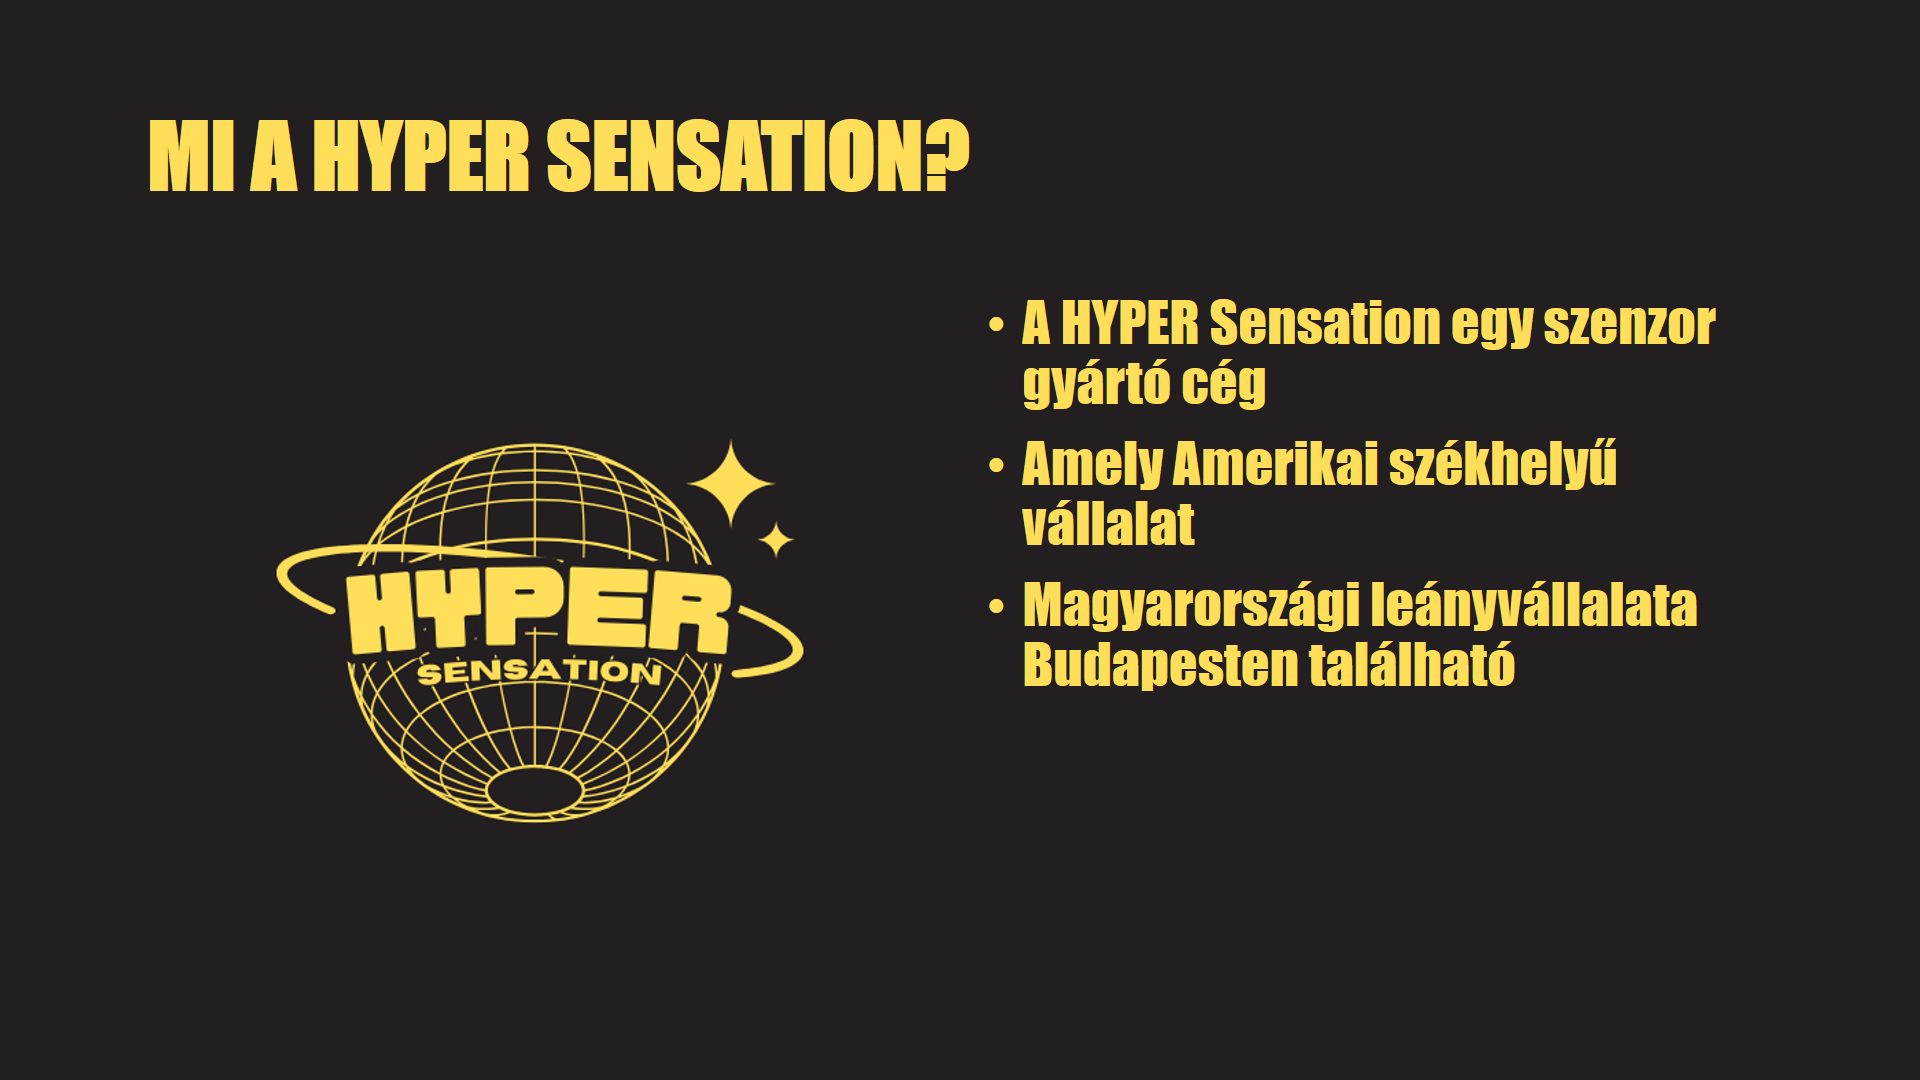 MI A HYPER SENSATION?
• A HYPER Sensation egy szenzor
gyártó cég
• Amely Amerikai székhelyű
vállalat
• Magyarországi leányvállalata
Budapesten található
HYPER
SENSATION